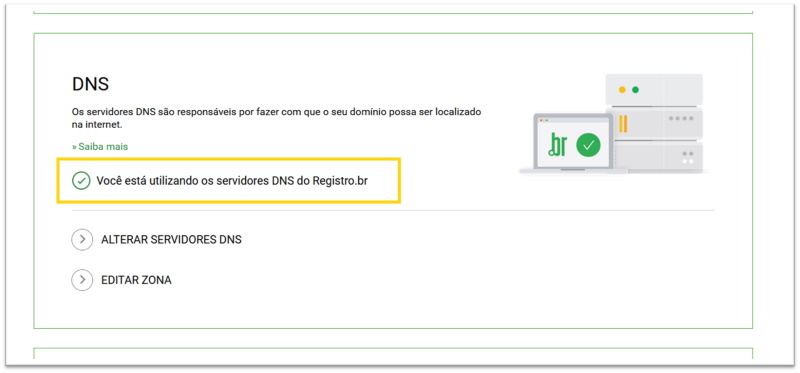 DNS
Os servidores DNS são responsáveis por fazer com que o seu domínio possa ser localizado
na internet.
» Saiba mais
.br
Você está utilizando os servidores DNS do Registro.br
ALTERAR SERVIDORES DNS
EDITAR ZONA